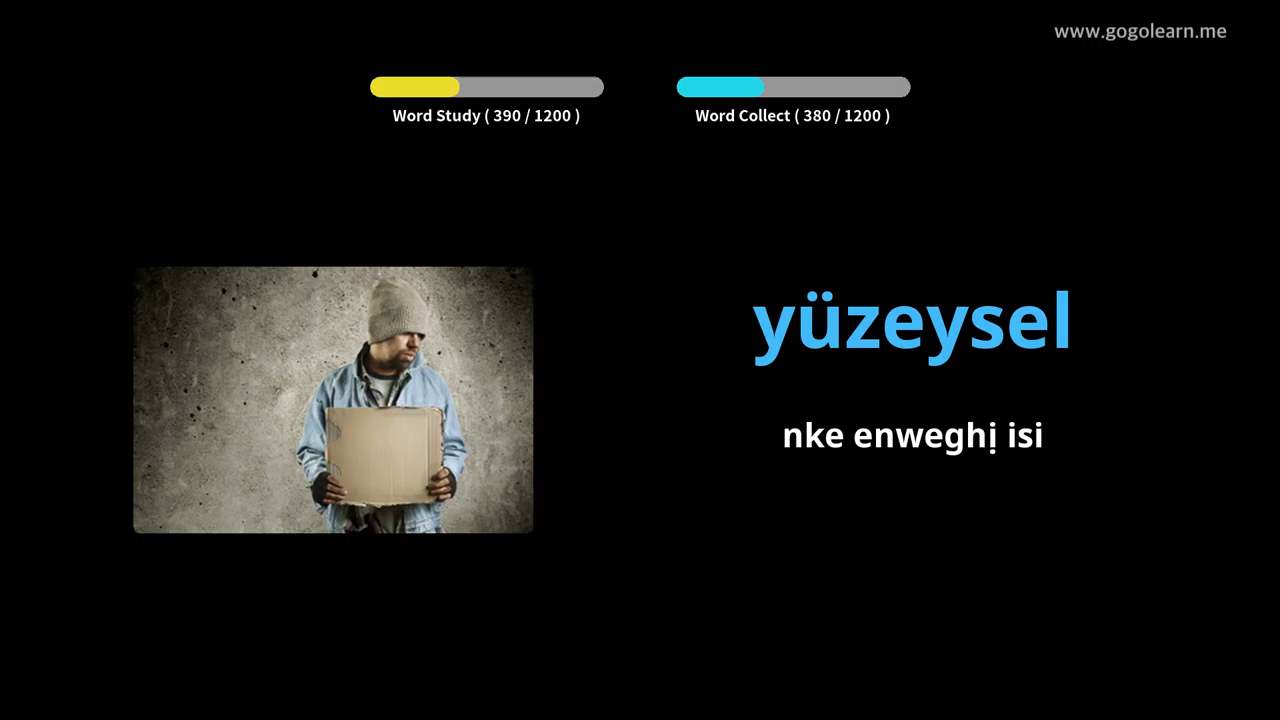 www.gogolearn.me
Word Study ( 390 / 1200 )
Word Collect ( 380 / 1200 )
yüzeysel
nke enweghị isi